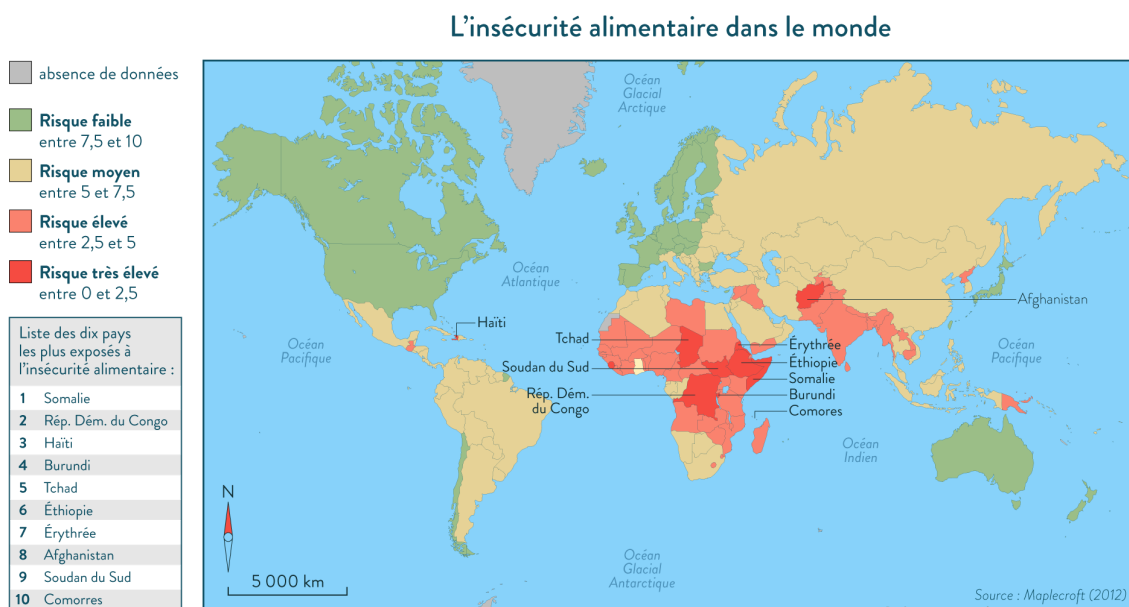 L'insécurité alimentaire dans le monde
absence de données
Risque faible
entre 7,5 et 10
Risque moyen
entre 5 et 7,5
Risque élevé
entre 2,5 et 5
Risque très élevé
entre 0 et 2,5
Liste des dix pays
les plus exposés à
l'insécurité alimentaire :
1 Somalie
2 Rép. Dém. du Congo
3 Haïti
4 Burundi
5 Tchad
6 Éthiopie
7 Érythrée
8 Afghanistan
9 Soudan du Sud
10 Comorres
Océan
Glacial
Arctique
Océan
Atlantique
Océan
Pacifique
Haïti
Tchad
Soudan du Sud
Rép. Dém.
du Congo
Afghanistan
Érythrée
Éthiopie
Somalie
Burundi
Comores
Océan
Pacifique
Océan
Indien
Océan
Glacial
Antarctique
N
5 000 km
Source : Maplecroft (2012)